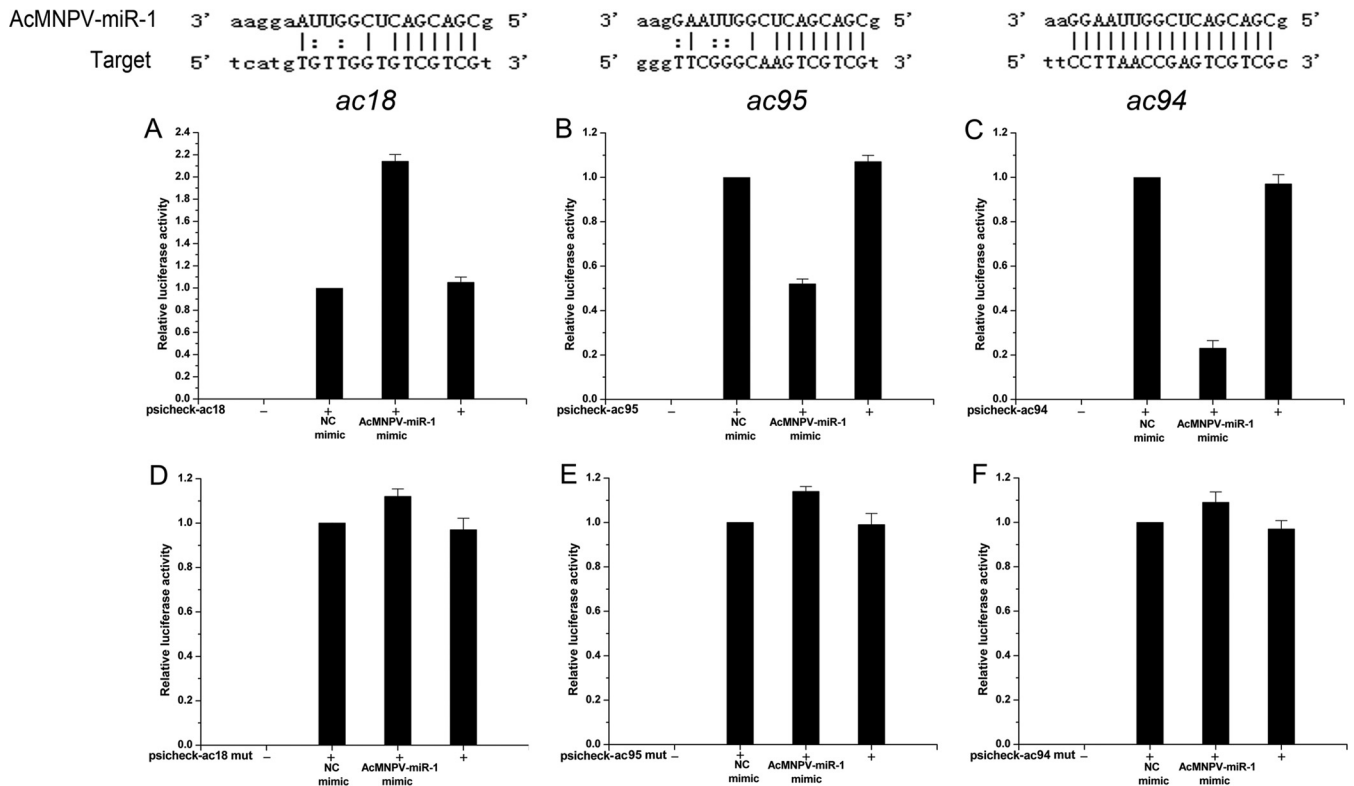 AcMNPV-miR-1 3' aaggaAUUGGCUCAGCAGCg 5' 3' aagGAAUUGGCUCAGCAGCg 5' 3' aaGGAAUUGGCUCAGCAGCg 5'
|: : | ||||||| :| :: | |||||||| ||||||||||||||||||
Target 5' tcatgTGTTGGTGTCGTCGt 3' 5' gggTTCGGGCAAGTCGTCGt 3' 5' ttCCTTAACCGAGTCGTCGc 3'
ac18 ac95 ac94
A
Relative luciferase activity
2.4
2.2
2.0
1.8
1.6
1.4
1.2
1.0
0.8
0.6
0.4
0.2
0.0
psicheck-ac18 – + + +
NC mimic AcMNPV-miR-1 mimic
B
Relative luciferase activity
1.2
1.0
0.8
0.6
0.4
0.2
0.0
psicheck-ac95 – + + +
NC mimic AcMNPV-miR-1 mimic
C
Relative luciferase activity
1.2
1.0
0.8
0.6
0.4
0.2
0.0
psicheck-ac94 – + + +
NC mimic AcMNPV-miR-1 mimic
D
Relative luciferase activity
1.2
1.0
0.8
0.6
0.4
0.2
0.0
psicheck-ac18 mut – + + +
NC mimic AcMNPV-miR-1 mimic
E
Relative luciferase activity
1.2
1.0
0.8
0.6
0.4
0.2
0.0
psicheck-ac95 mut – + + +
NC mimic AcMNPV-miR-1 mimic
F
Relative luciferase activity
1.2
1.0
0.8
0.6
0.4
0.2
0.0
psicheck-ac94 mut – + + +
NC mimic AcMNPV-miR-1 mimic